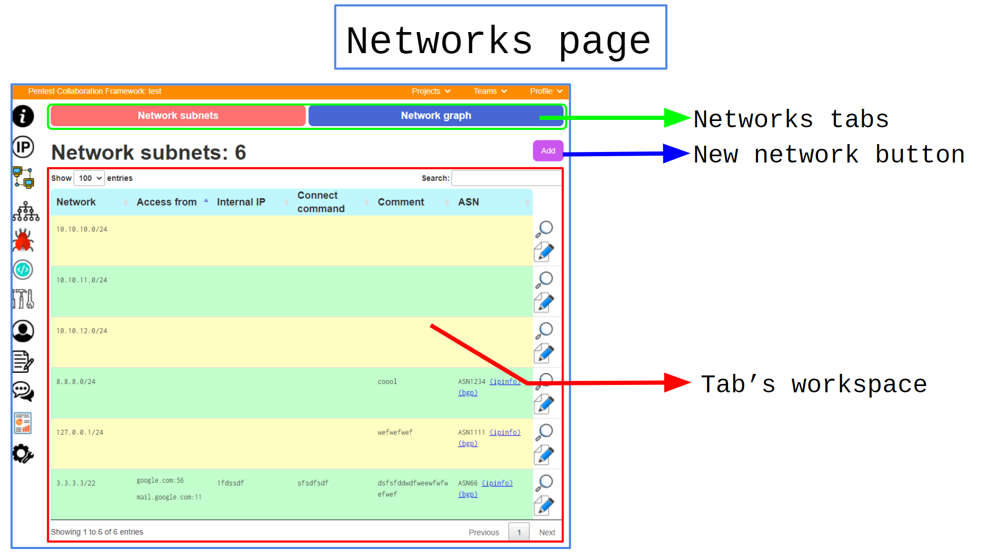 Networks page
Pentest Collaboration Framework: test Projects Teams Profile
Network subnets Network graph
Networks tabs
IP
Network subnets: 6 Add
New network button
Show 100 entries Search:
Network Access from Internal IP Connect command Comment ASN
10.10.10.0/24
10.10.11.0/24
10.10.12.0/24
8.8.8.0/24 coool ASN1234 (ipinfo)
(bgp)
Tab’s workspace
127.0.0.1/24 wefwefwef ASN1111 (ipinfo)
(bgp)
3.3.3.3/22 google.com:56 1fdssdf sfsdfsdf dsfsfddwdfweewfwfw ASN66 (ipinfo)
mail.google.com:11 efwef (bgp)
Showing 1 to 6 of 6 entries Previous 1 Next